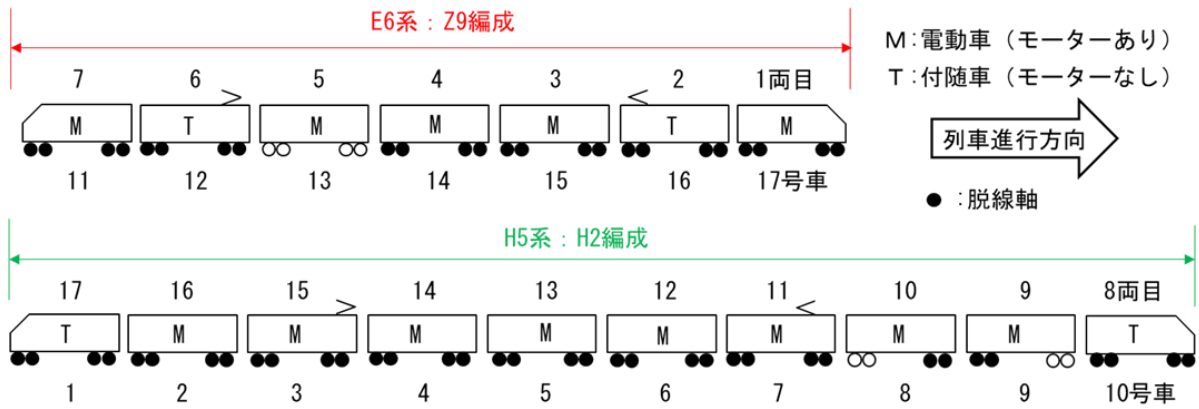 E6系：Z9編成
7 6 5 4 3 2 1両目
M T M M M T M
11 12 13 14 15 16 17号車
M：電動車（モーターあり）
T：付随車（モーターなし）
列車進行方向
●：脱線軸
H5系：H2編成
17 16 15 14 13 12 11 10 9 8両目
T M M M M M M M M T
1 2 3 4 5 6 7 8 9 10号車